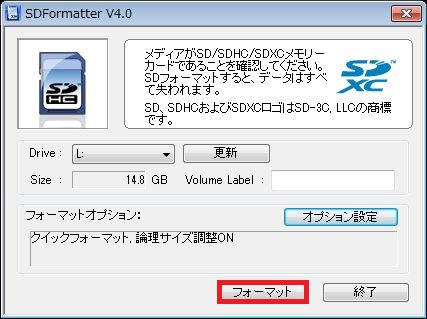 SDFormatter V4.0
SD
HC
メディアがSD/SDHC/SDXCメモリー
カードであることを確認してください。
SDフォーマットすると、データはすべ
て失われます。
SD、SDHCおよびSDXCロゴはSD-3C, LLCの商標
です。
SD
XC
Drive : L: 更新
Size : 14.8 GB Volume Label :
フォーマットオプション: オプション設定
クイックフォーマット, 論理サイズ調整ON
フォーマット 終了